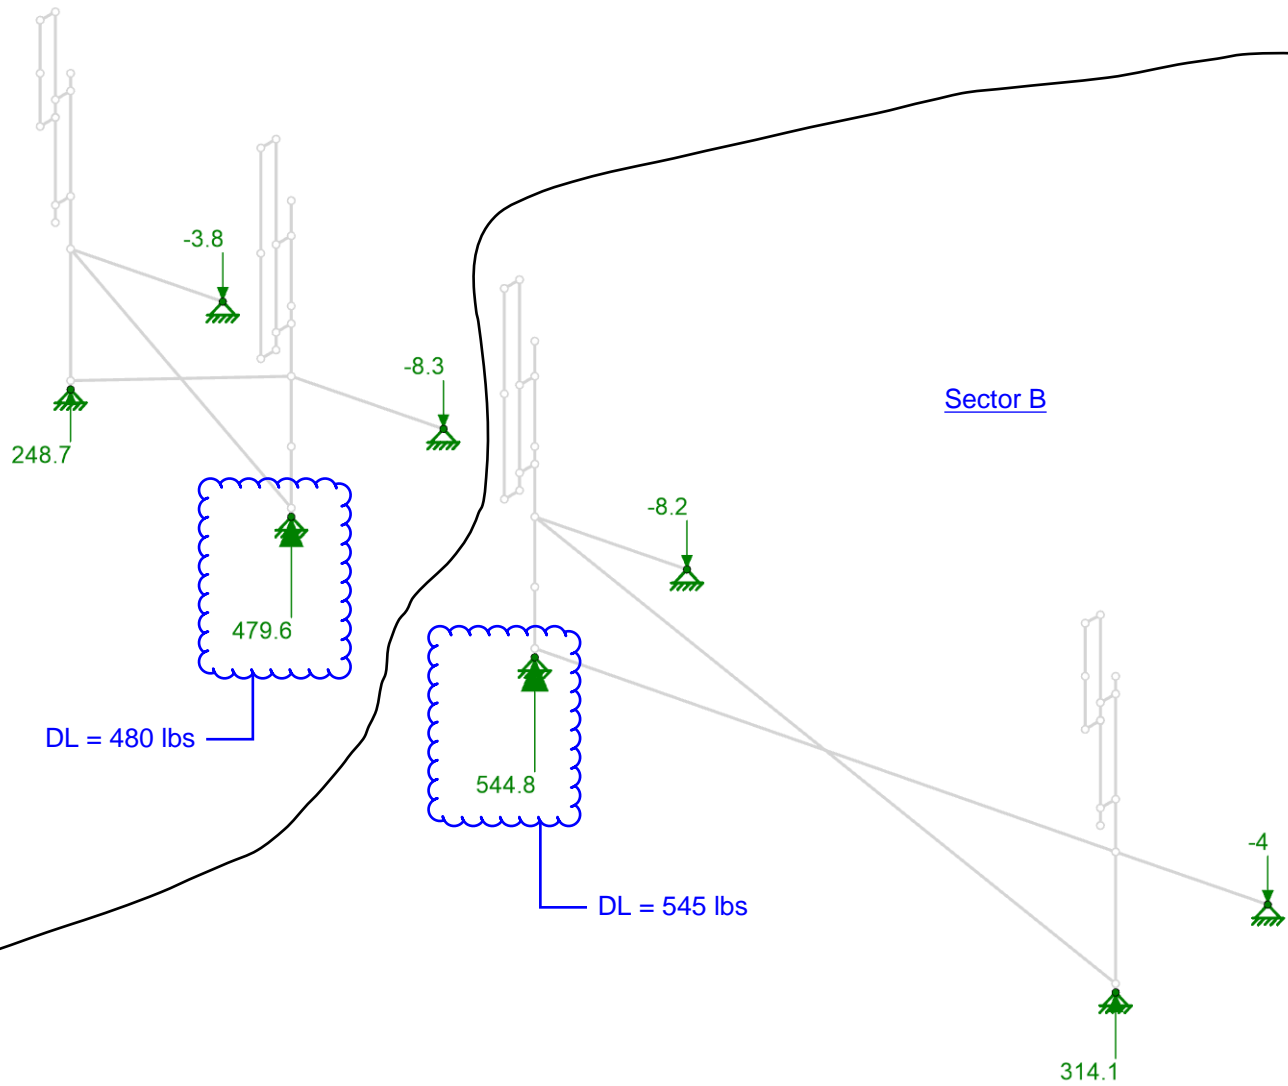 -3.8
-8.3
Sector B
248.7
-8.2
479.6
DL = 480 lbs
544.8
-4
DL = 545 lbs
314.1